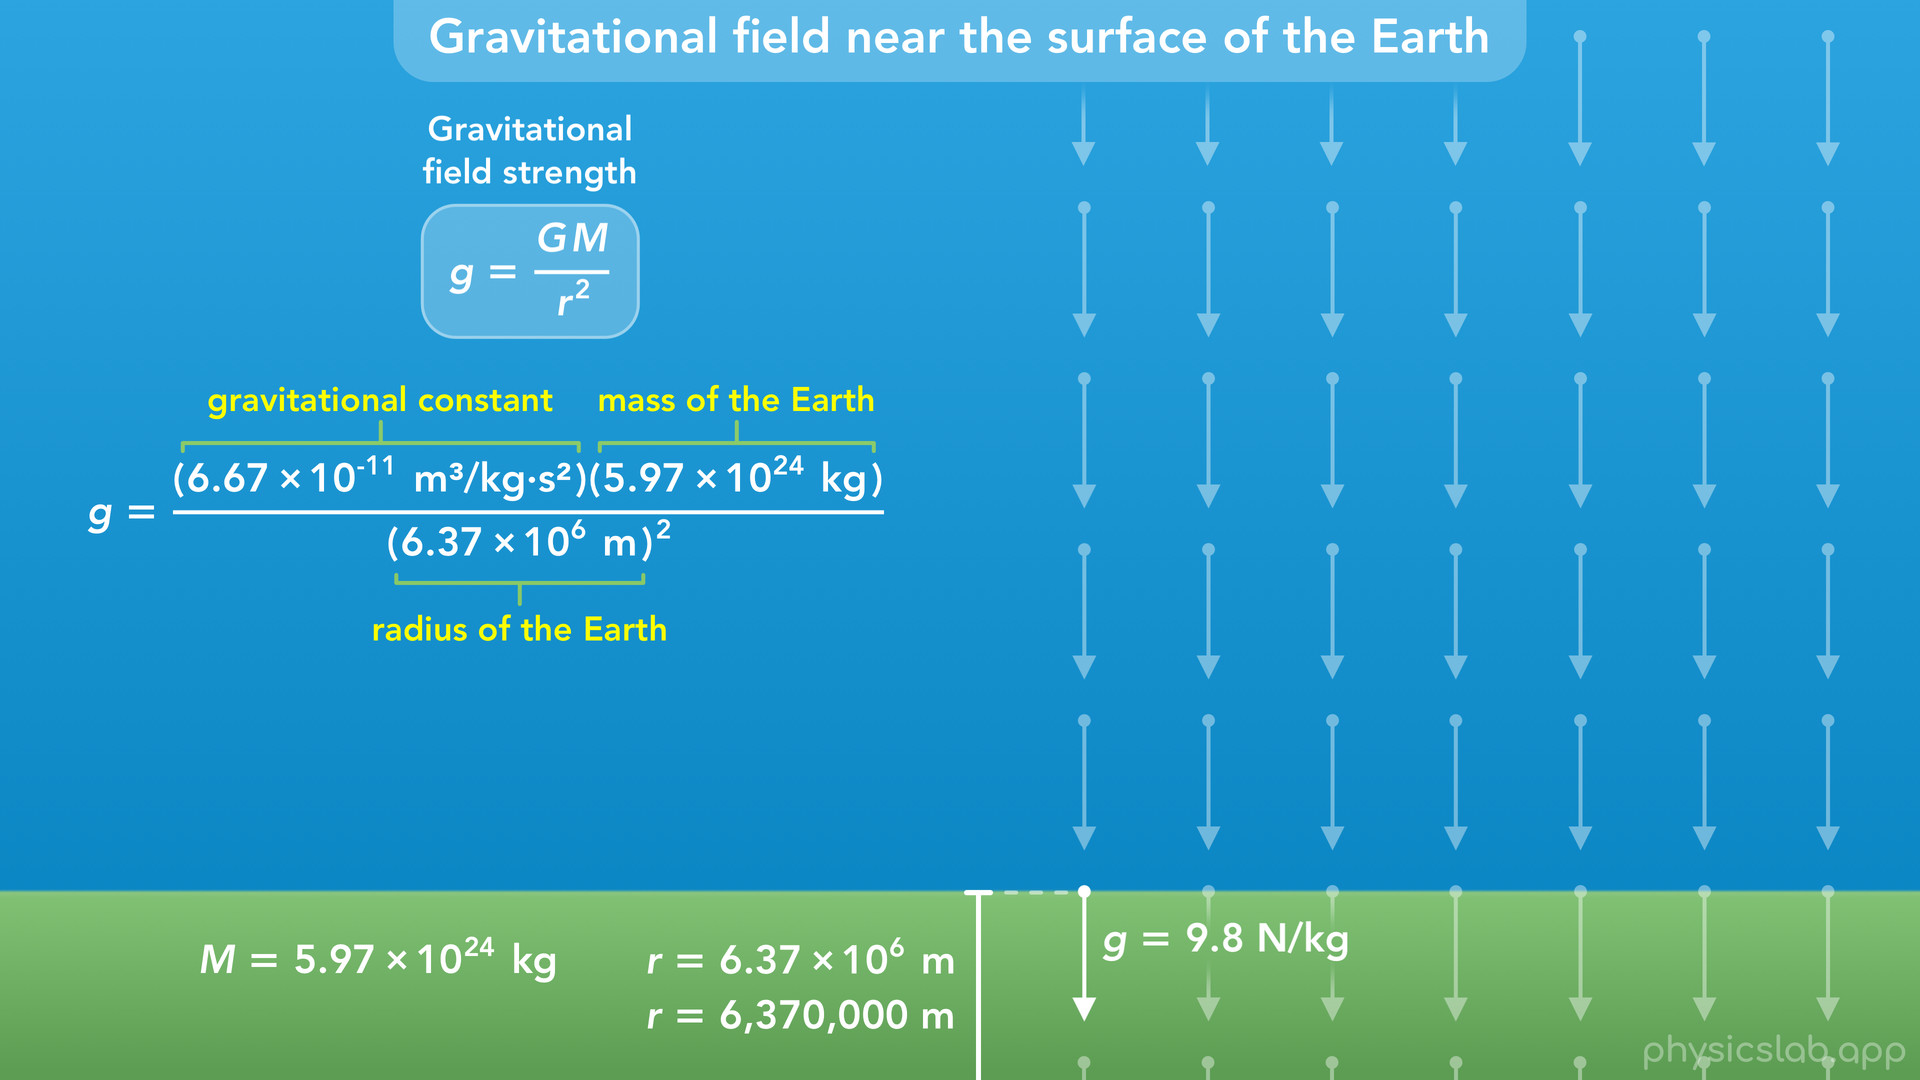 Gravitational field near the surface of the Earth
Gravitational
field strength
g = GM / r²
gravitational constant mass of the Earth
g = (6.67 × 10⁻¹¹ m³/kg·s²)(5.97 × 10²⁴ kg) / (6.37 × 10⁶ m)²
radius of the Earth
M = 5.97 × 10²⁴ kg
r = 6.37 × 10⁶ m
r = 6,370,000 m
g = 9.8 N/kg
physicslab.app